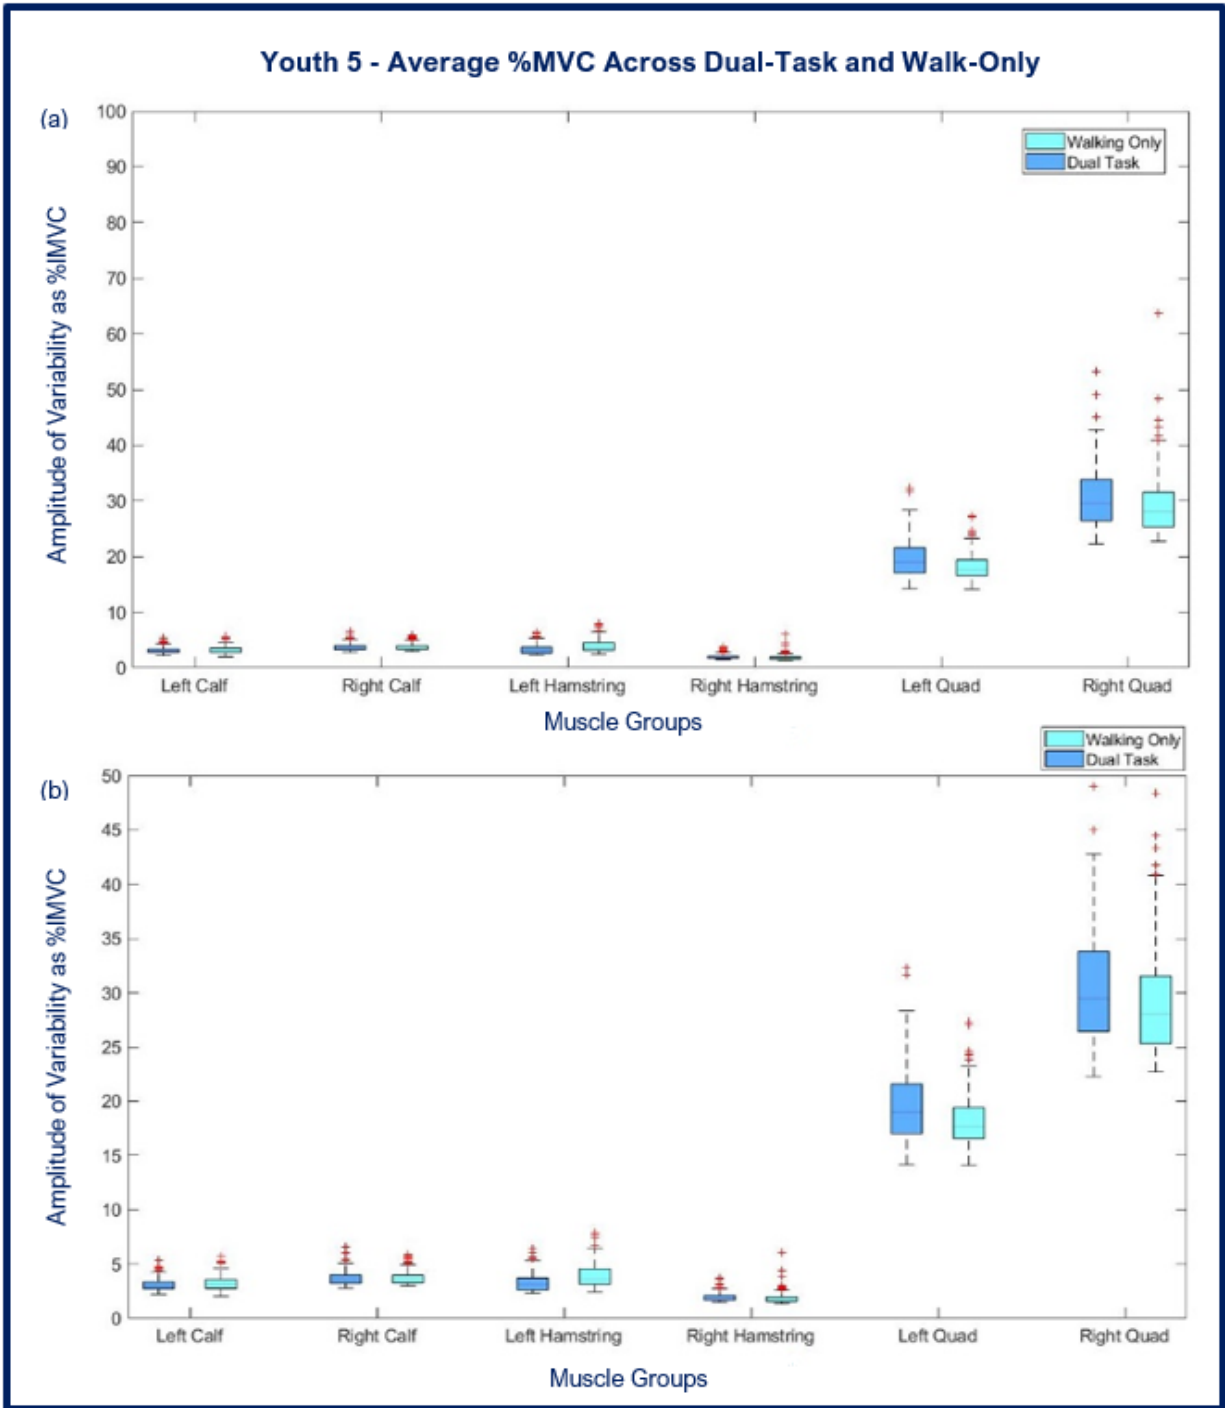 Youth 5 - Average %MVC Across Dual-Task and Walk-Only
(a)
Amplitude of Variability as %IMVC
100
90
80
70
60
50
40
30
20
10
0
Walking Only
Dual Task
Left Calf
Right Calf
Left Hamstring
Right Hamstring
Left Quad
Right Quad
Muscle Groups
(b)
Amplitude of Variability as %IMVC
Walking Only
Dual Task
50
45
40
35
30
25
20
15
10
5
0
Left Calf
Right Calf
Left Hamstring
Right Hamstring
Left Quad
Right Quad
Muscle Groups